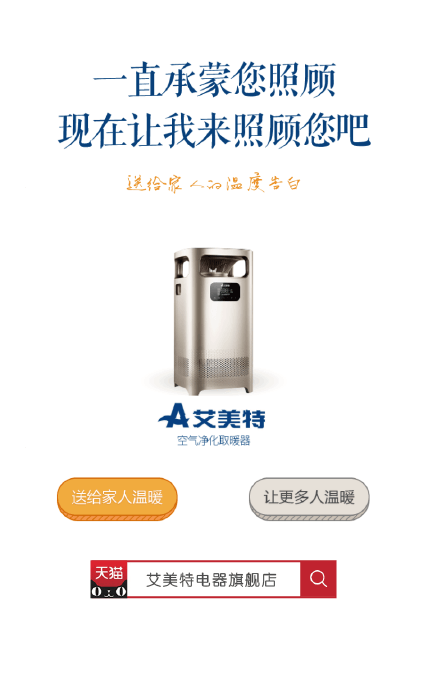 一直承蒙您照顾
现在让我来照顾您吧
送给家人的温度告白
艾美特
空气净化取暖器
送给家人温暖
让更多人温暖
天猫
艾美特电器旗舰店